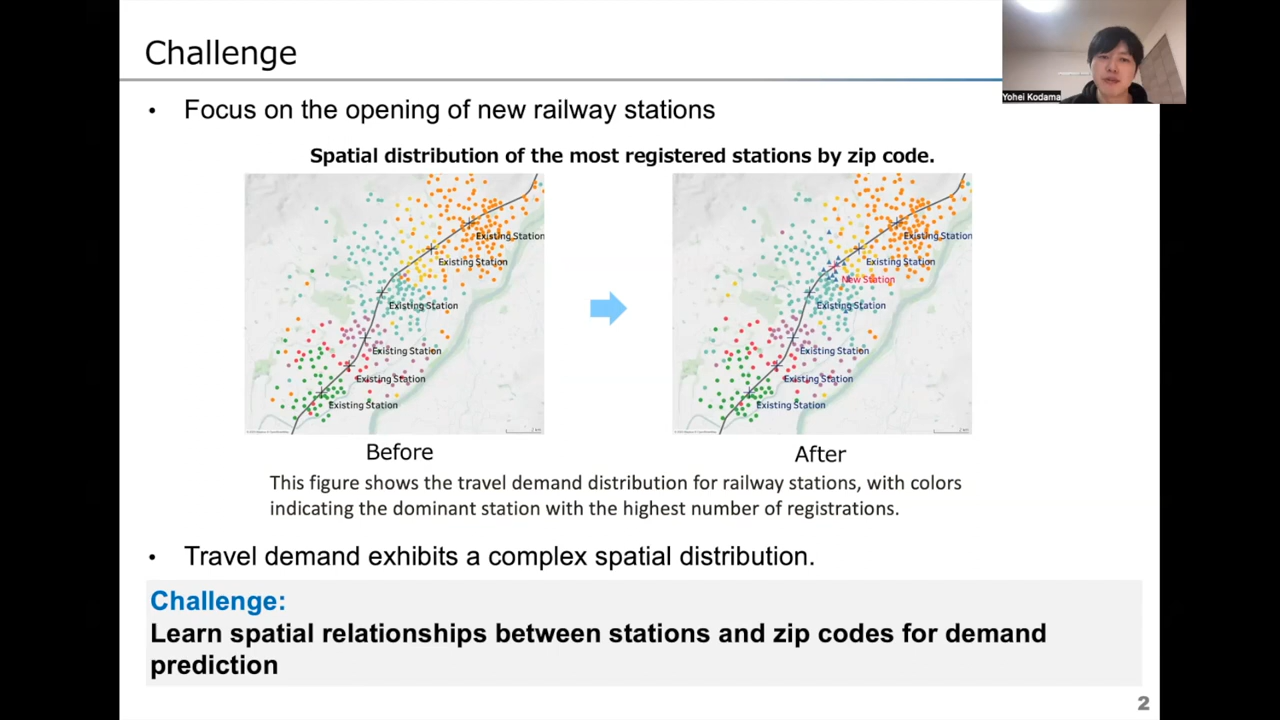 Challenge
Yohei Kodama
• Focus on the opening of new railway stations
Spatial distribution of the most registered stations by zip code.
Existing Station
Existing Station
Existing Station
Existing Station
Existing Station
Existing Station
Existing Station
Existing Station
New Station
Existing Station
Existing Station
Existing Station
Existing Station
Before
After
This figure shows the travel demand distribution for railway stations, with colors
indicating the dominant station with the highest number of registrations.
• Travel demand exhibits a complex spatial distribution.
Challenge:
Learn spatial relationships between stations and zip codes for demand
prediction
2